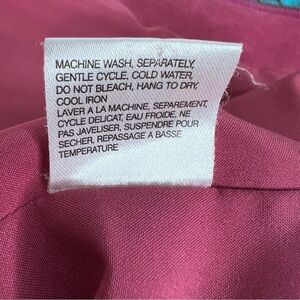 MACHINE WASH, SEPARATELY,
GENTLE CYCLE, COLD WATER,
DO NOT BLEACH, HANG TO DRY,
COOL IRON
LAVER A LA MACHINE, SEPAREMENT,
CYCLE DELICAT, EAU FROIDE, NE
PAS JAVELISER, SUSPENDRE POUR
SECHER, REPASSAGE A BASSE
TEMPERATURE